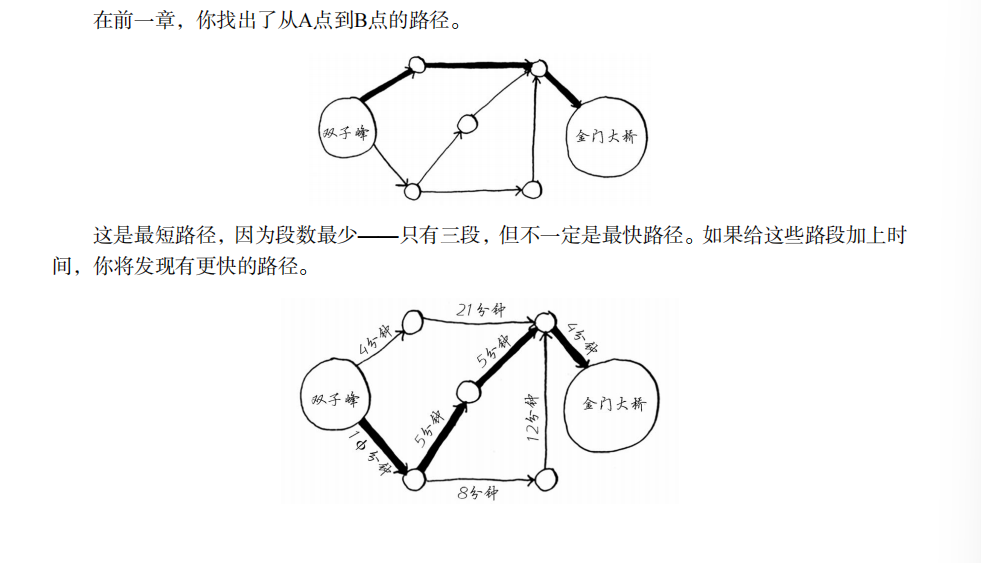 在前一章，你找出了从A点到B点的路径。
双子峰
金门大桥
这是最短路径，因为段数最少——只有三段，但不一定是最快路径。如果给这些路段加上时
间，你将发现有更快的路径。
21分钟
4分钟
4分钟
5分钟
双子峰
金门大桥
5分钟
12分钟
10分钟
8分钟